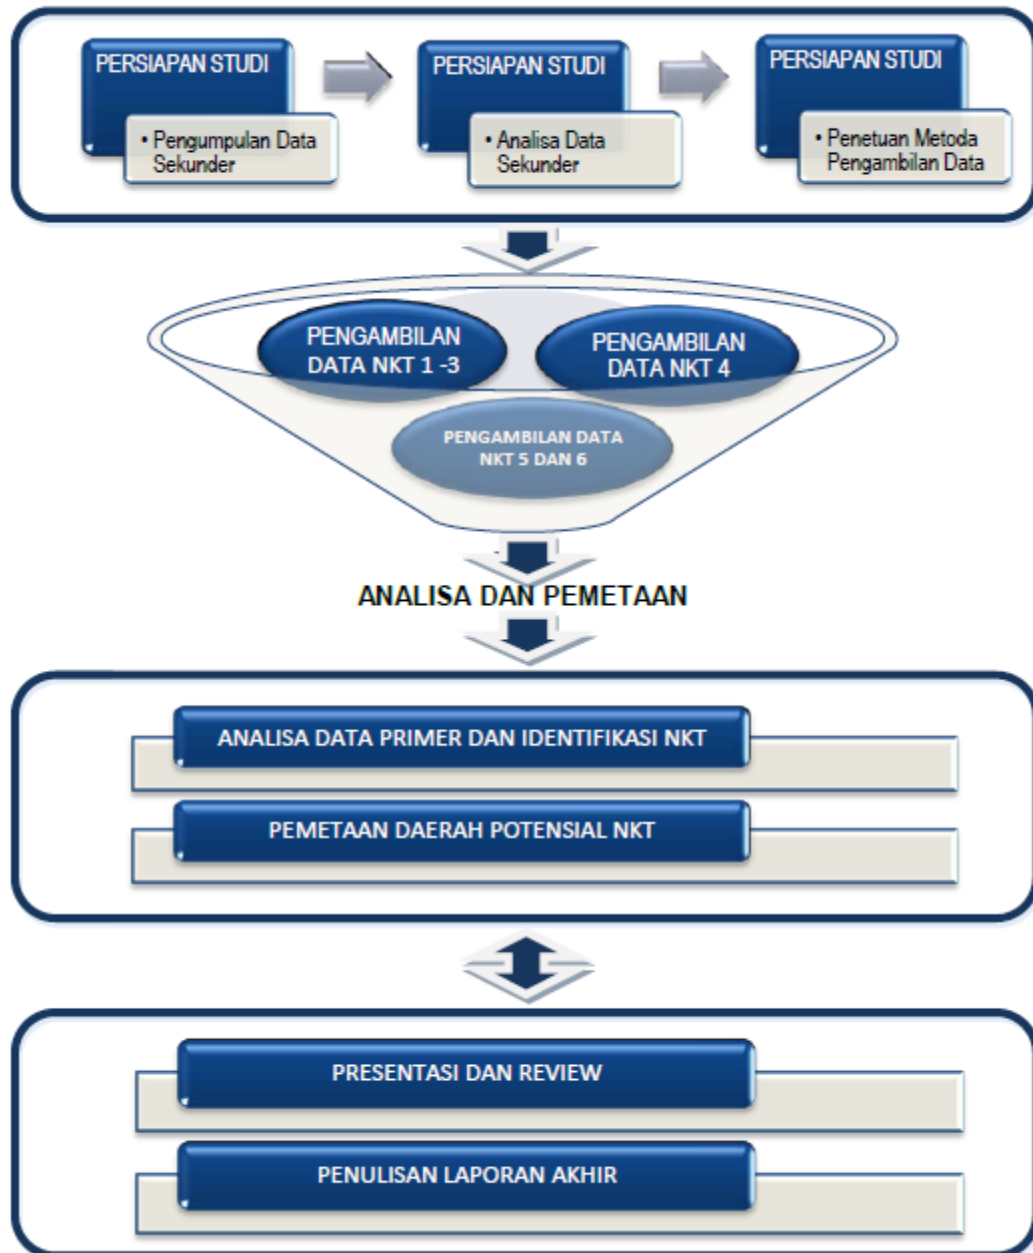 PERSIAPAN STUDI
• Pengumpulan Data
Sekunder
PERSIAPAN STUDI
• Analisa Data
Sekunder
PERSIAPAN STUDI
• Penetuan Metoda
Pengambilan Data
PENGAMBILAN
DATA NKT 1 -3
PENGAMBILAN
DATA NKT 4
PENGAMBILAN DATA
NKT 5 DAN 6
ANALISA DAN PEMETAAN
ANALISA DATA PRIMER DAN IDENTIFIKASI NKT
PEMETAAN DAERAH POTENSIAL NKT
PRESENTASI DAN REVIEW
PENULISAN LAPORAN AKHIR